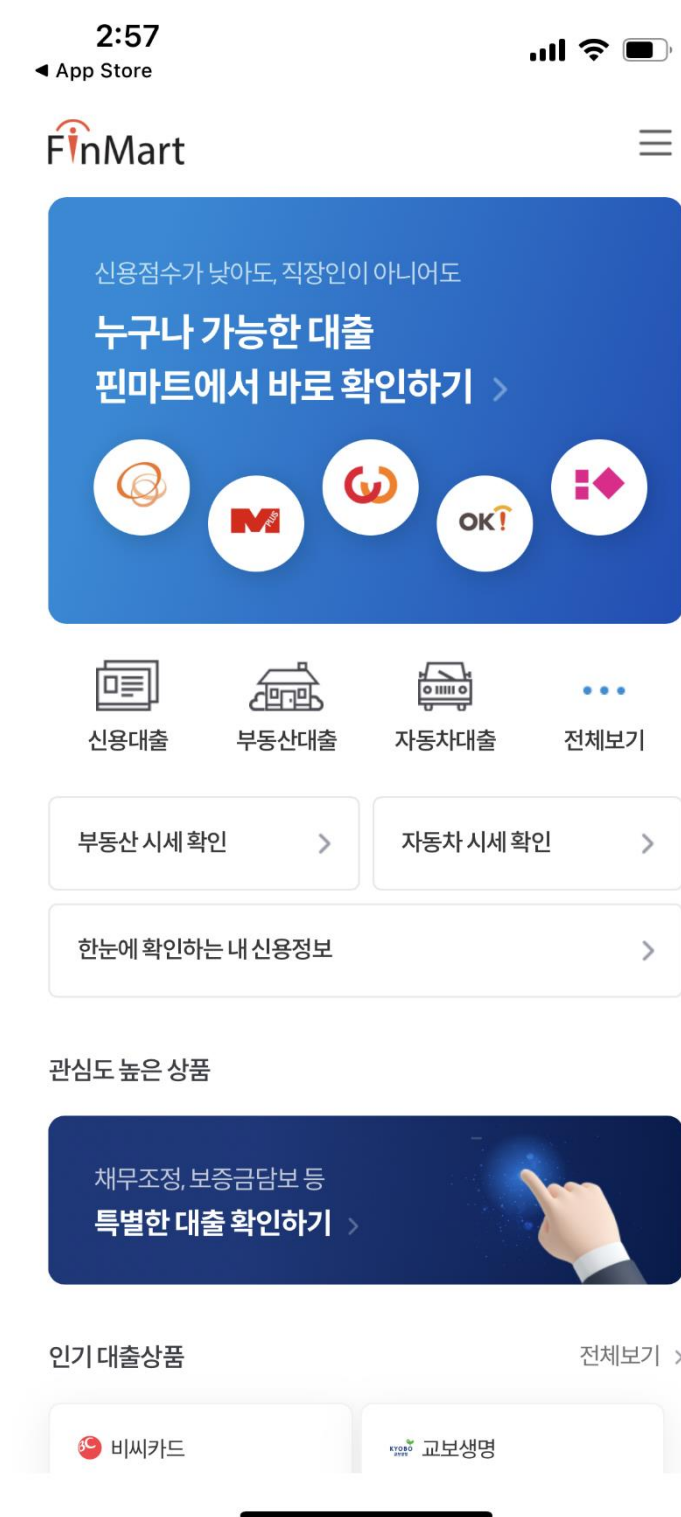 2:57
◀ App Store
FinMart
신용점수가 낮아도, 직장인이 아니어도
누구나 가능한 대출
핀마트에서 바로 확인하기
M PLUS
OK!
신용대출
부동산대출
자동차대출
전체보기
부동산 시세 확인
자동차 시세 확인
한눈에 확인하는 내 신용정보
관심도 높은 상품
채무조정, 보증금담보 등
특별한 대출 확인하기
인기 대출상품
전체보기
BC 비씨카드
KYOBO 교보생명 교보생명